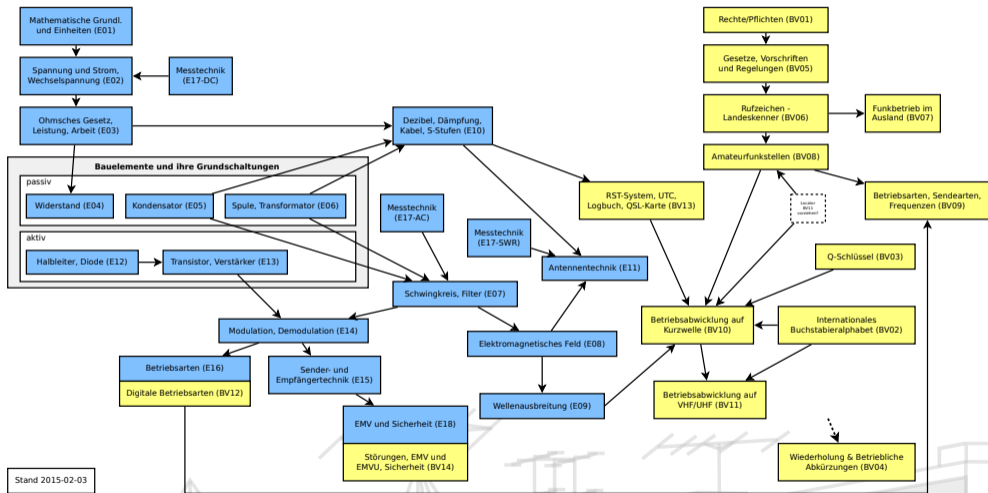 Mathematische Grundl.
und Einheiten (E01)
Spannung und Strom,
Wechselspannung (E02)
Messtechnik
(E17-DC)
Ohmsches Gesetz,
Leistung, Arbeit (E03)
Dezibel, Dämpfung,
Kabel, S-Stufen (E10)
Bauelemente und ihre Grundschaltungen
passiv
Widerstand (E04)
Kondensator (E05)
Spule, Transformator (E06)
aktiv
Halbleiter, Diode (E12)
Transistor, Verstärker (E13)
Messtechnik
(E17-AC)
Messtechnik
(E17-SWR)
Antennentechnik (E11)
Schwingkreis, Filter (E07)
Modulation, Demodulation (E14)
Elektromagnetisches Feld (E08)
Betriebsarten (E16)
Digitale Betriebsarten (BV12)
Sender- und
Empfängertechnik (E15)
Wellenausbreitung (E09)
EMV und Sicherheit (E18)
Störungen, EMV und
EMVU, Sicherheit (BV14)
Stand 2015-02-03
Rechte/Pflichten (BV01)
Gesetze, Vorschriften
und Regelungen (BV05)
Rufzeichen -
Landeskenner (BV06)
Funkbetrieb im
Ausland (BV07)
Amateurfunkstellen (BV08)
RST-System, UTC,
Logbuch, QSL-Karte (BV13)
Locator
BV11
Betriebsarten, Sendearten,
Frequenzen (BV09)
Q-Schlüssel (BV03)
Betriebsabwicklung auf
Kurzwelle (BV10)
Internationales
Buchstabieralphabet (BV02)
Betriebsabwicklung auf
VHF/UHF (BV11)
Wiederholung & Betriebliche
Abkürzungen (BV04)